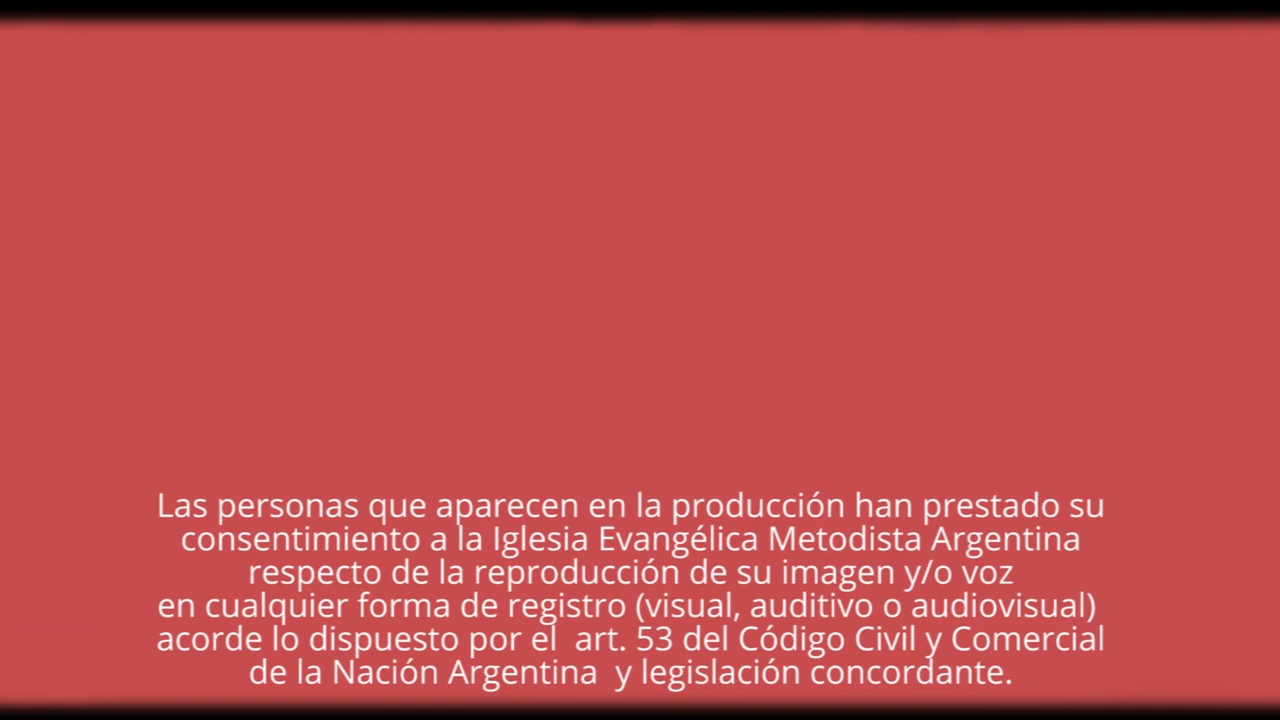 Las personas que aparecen en la producción han prestado su
consentimiento a la Iglesia Evangélica Metodista Argentina
respecto de la reproducción de su imagen y/o voz
en cualquier forma de registro (visual, auditivo o audiovisual)
acorde lo dispuesto por el  art. 53 del Código Civil y Comercial
de la Nación Argentina  y legislación concordante.